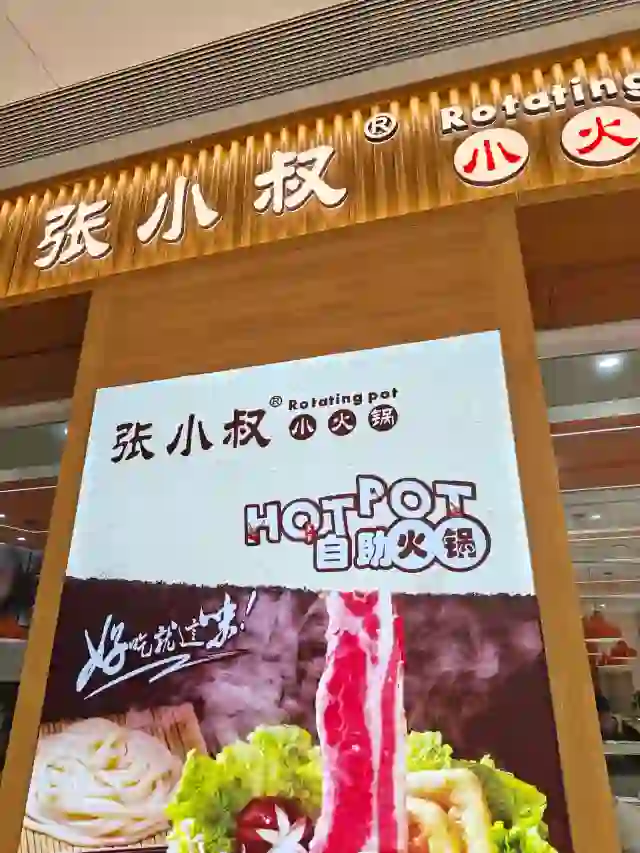 Rotating
张小叔® 小火
Rotating pot
张小叔® 小火锅
HOTPOT
自助火锅
好吃就这味!